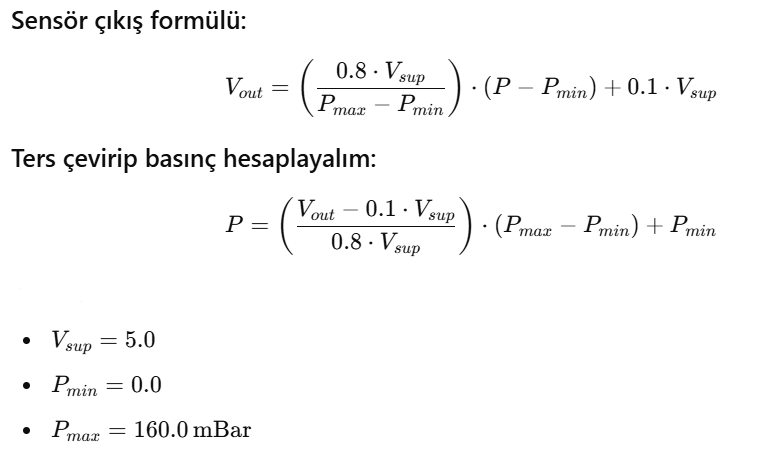 Sensör çıkış formülü:
V_out = (0.8 · V_sup / P_max − P_min) · (P − P_min) + 0.1 · V_sup
Ters çevirip basınç hesaplayalım:
P = (V_out − 0.1 · V_sup / 0.8 · V_sup) · (P_max − P_min) + P_min
• V_sup = 5.0
• P_min = 0.0
• P_max = 160.0 mBar